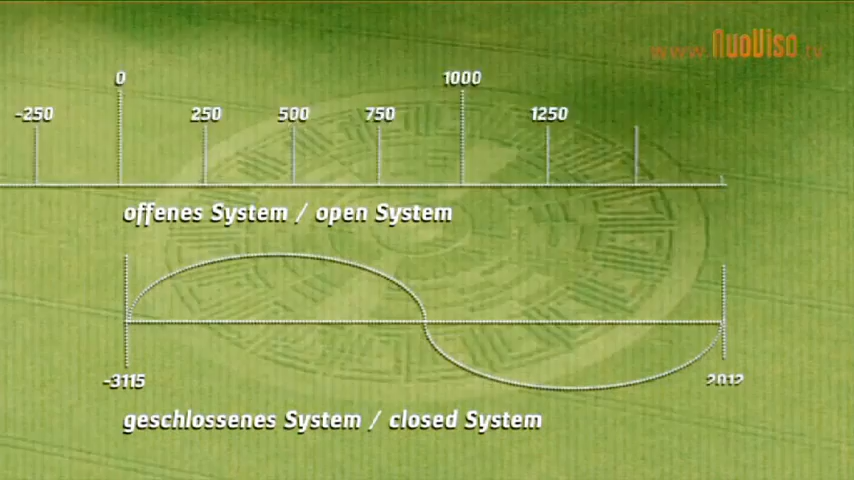 www.NuoViso.tv
0 1000
-250 250 500 750 1250
offenes System / open System
-3115 2012
geschlossenes System / closed System